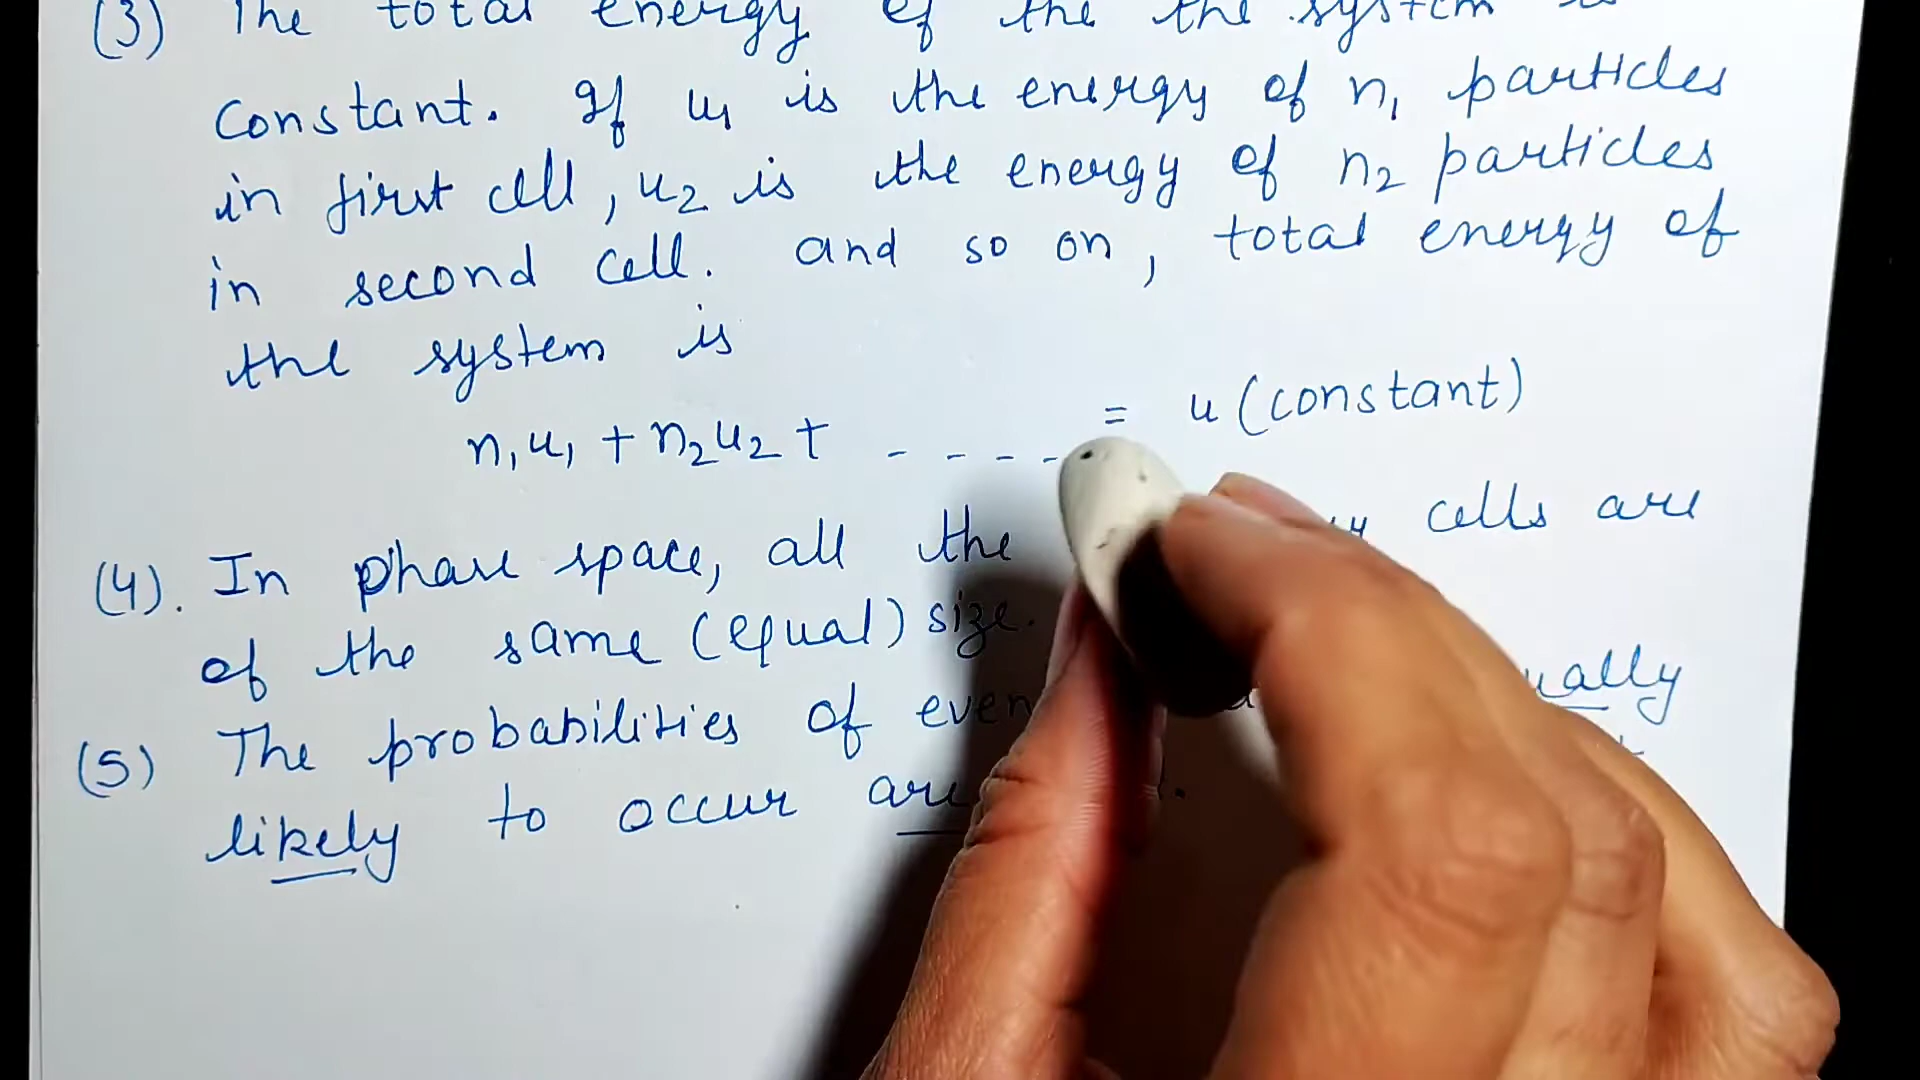 (3) The total energy of the the system is
constant. If u1 is the energy of n1 particles
in first cell, u2 is the energy of n2 particles
in second cell. and so on, total energy of
the system is
n1u1 + n2u2 + - - - - = u (constant)
(4). In phase space, all the cells are
of the same (equal) size.
(5) The probabilities of
likely to occur are